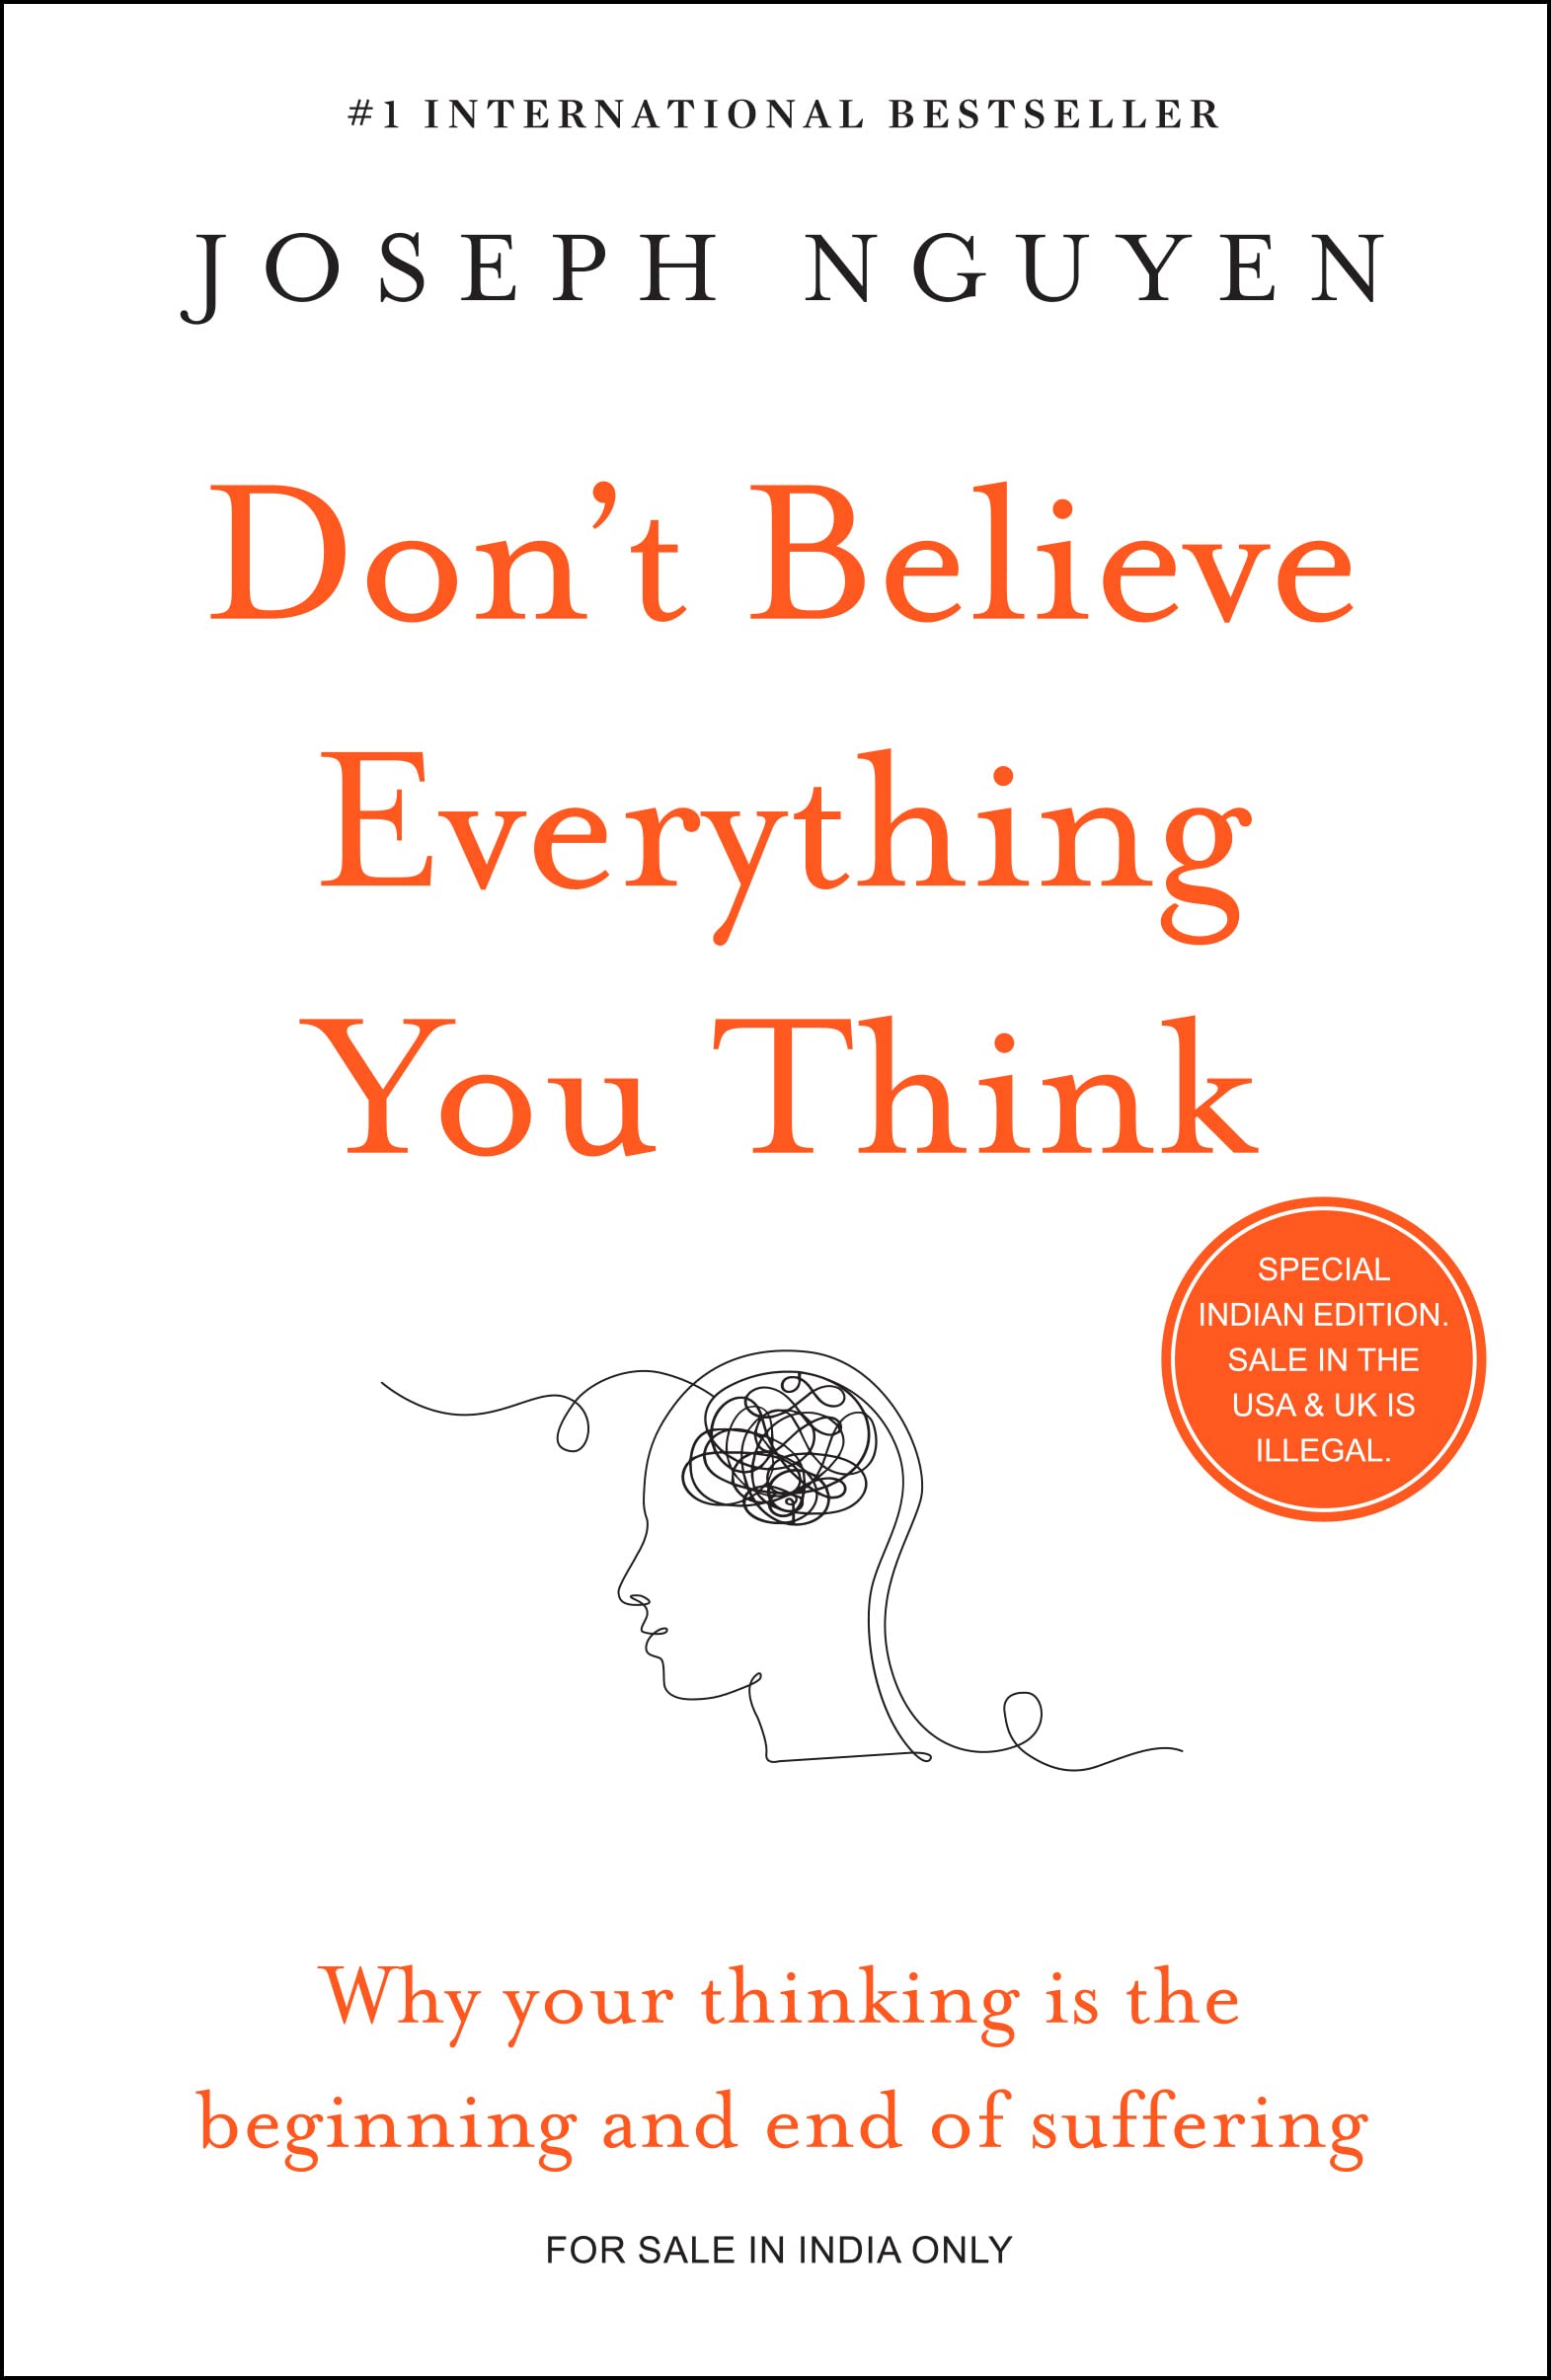 #1 INTERNATIONAL BESTSELLER
JOSEPH NGUYEN
Don’t Believe
Everything
You Think
SPECIAL
INDIAN EDITION.
SALE IN THE
USA & UK IS
ILLEGAL.
Why your thinking is the
beginning and end of suffering
FOR SALE IN INDIA ONLY